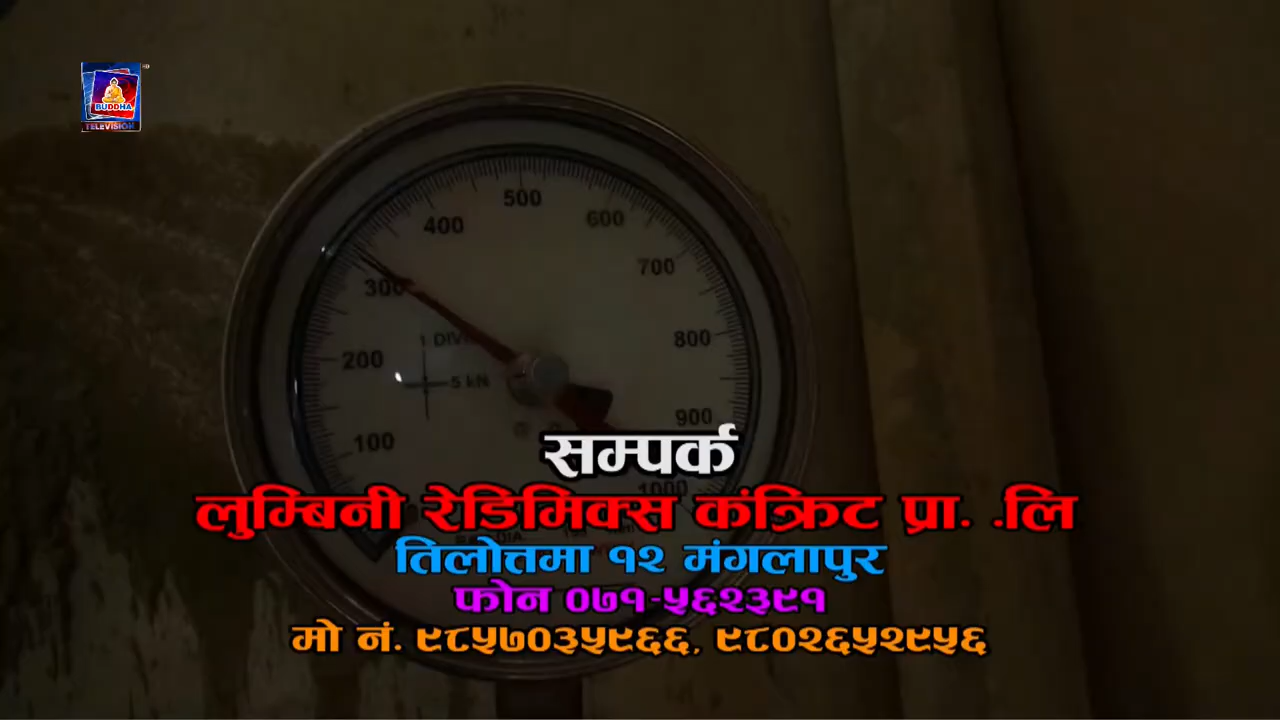 BUDDHA
TELEVISION
HD
500
400
600
300
700
1 DIV
800
200
5 kN
900
100
1000
सम्पर्क
लुम्बिनी रेडिमिक्स कंक्रिट प्रा. .लि
तिलोत्तमा १२ मंगलापुर
फोन ०७१-५६२३९१
मो नं. ९८५७०३५९६६, ९८०२६५२९५६